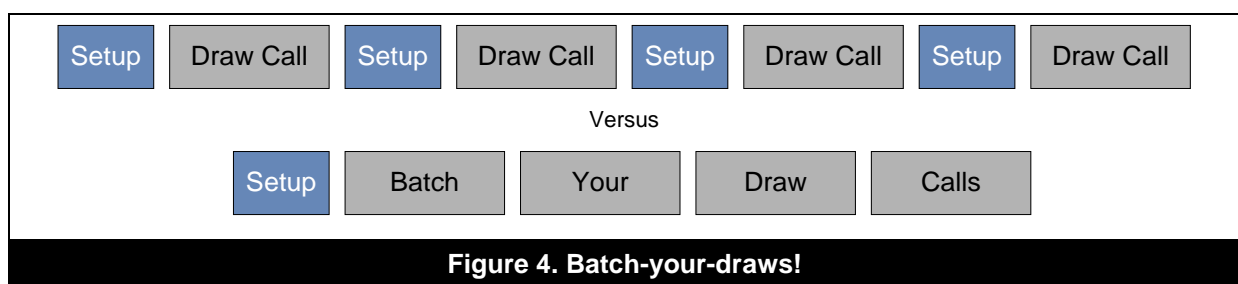 Setup Draw Call Setup Draw Call Setup Draw Call Setup Draw Call
Versus
Setup Batch Your Draw Calls
Figure 4. Batch-your-draws!